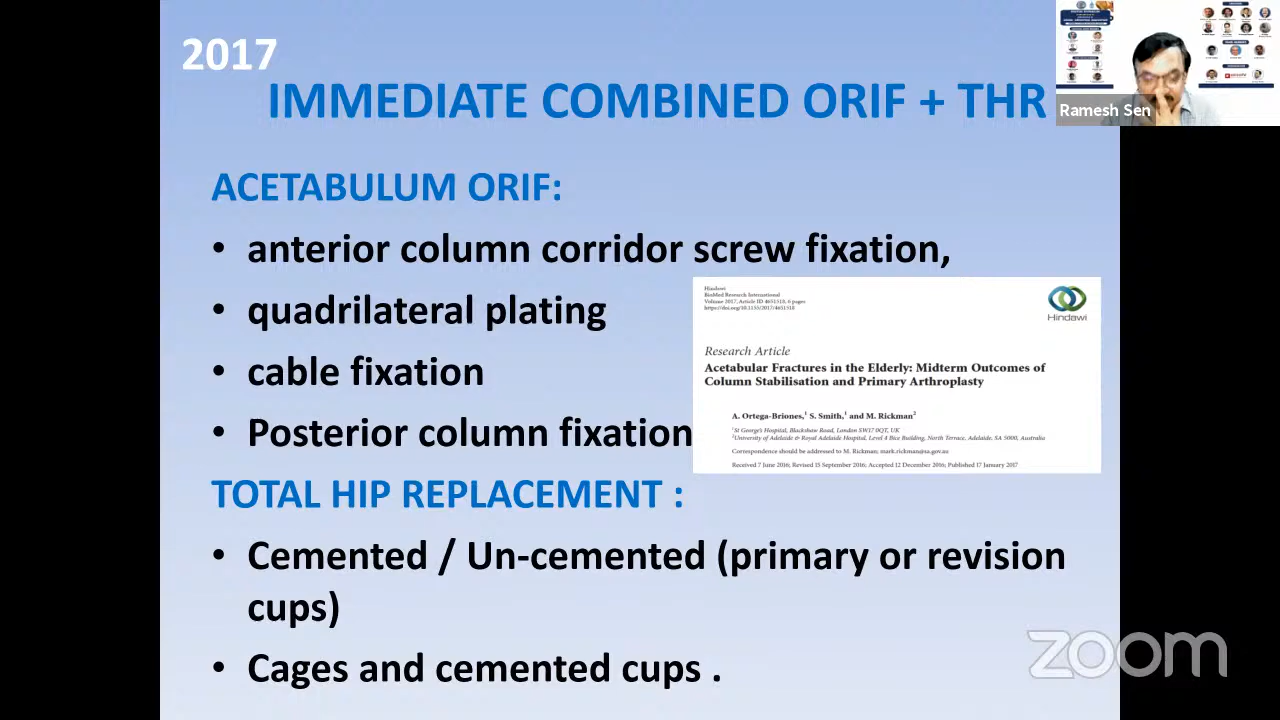 2017
IMMEDIATE COMBINED ORIF + THR
Ramesh Sen
ACETABULUM ORIF:
• anterior column corridor screw fixation,
• quadrilateral plating
• cable fixation
• Posterior column fixation
Hindawi
BioMed Research International
Volume 2017, Article ID 4651518, 6 pages
https://doi.org/10.1155/2017/4651518
Hindawi
Research Article
Acetabular Fractures in the Elderly: Midterm Outcomes of
Column Stabilisation and Primary Arthroplasty
A. Ortega-Briones,1 S. Smith,1 and M. Rickman2
1St George's Hospital, Blackshaw Road, London SW17 0QT, UK
2University of Adelaide & Royal Adelaide Hospital, Level 4 Bice Building, North Terrace, Adelaide, SA 5000, Australia
Correspondence should be addressed to M. Rickman; mark.rickman@sa.gov.au
Received 7 June 2016; Revised 15 September 2016; Accepted 12 December 2016; Published 17 January 2017
TOTAL HIP REPLACEMENT :
• Cemented / Un-cemented (primary or revision
cups)
• Cages and cemented cups .
zoom